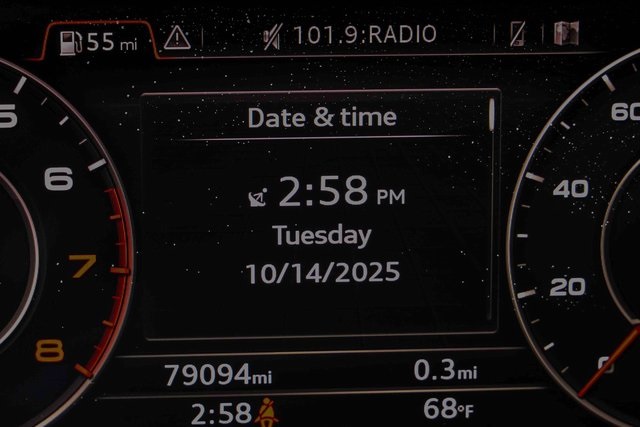 55 mi
101.9:RADIO
Date & time
2:58 PM
Tuesday
10/14/2025
5
6
7
8
60
40
20
0
79094mi
0.3mi
2:58
68°F